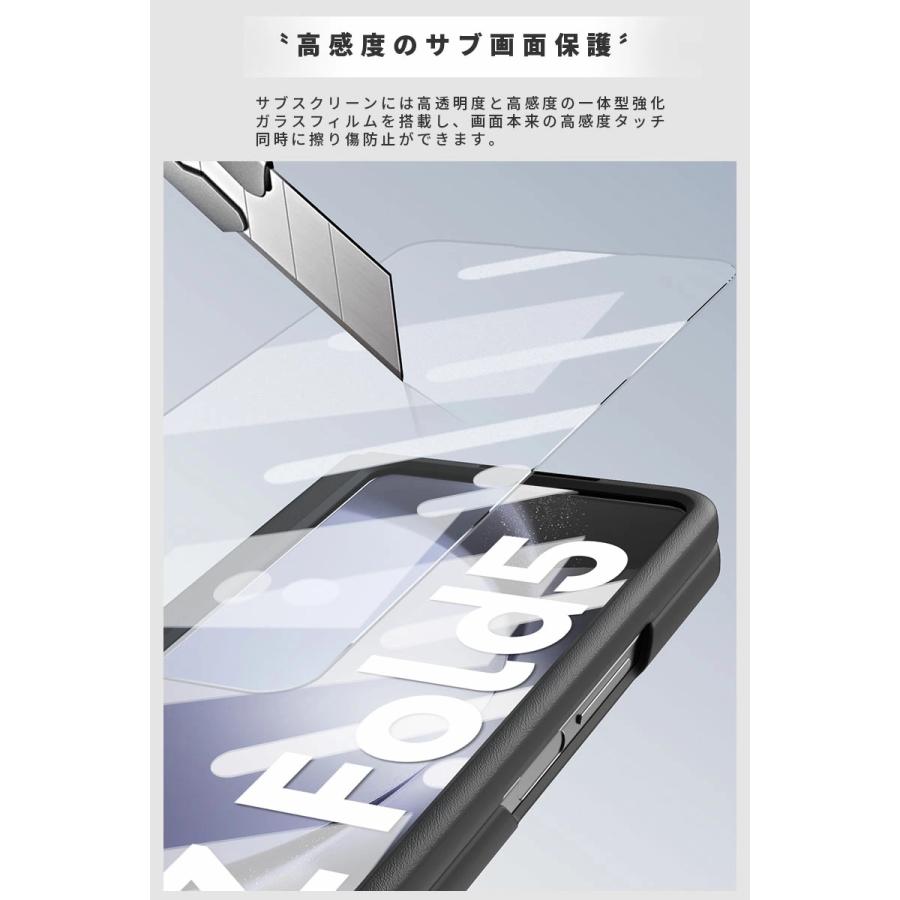 〝高感度のサブ画面保護〞
サブスクリーンには高透明度と高感度の一体型強化
ガラスフィルムを搭載し、画面本来の高感度タッチ
同時に擦り傷防止ができます。
Z Fold5